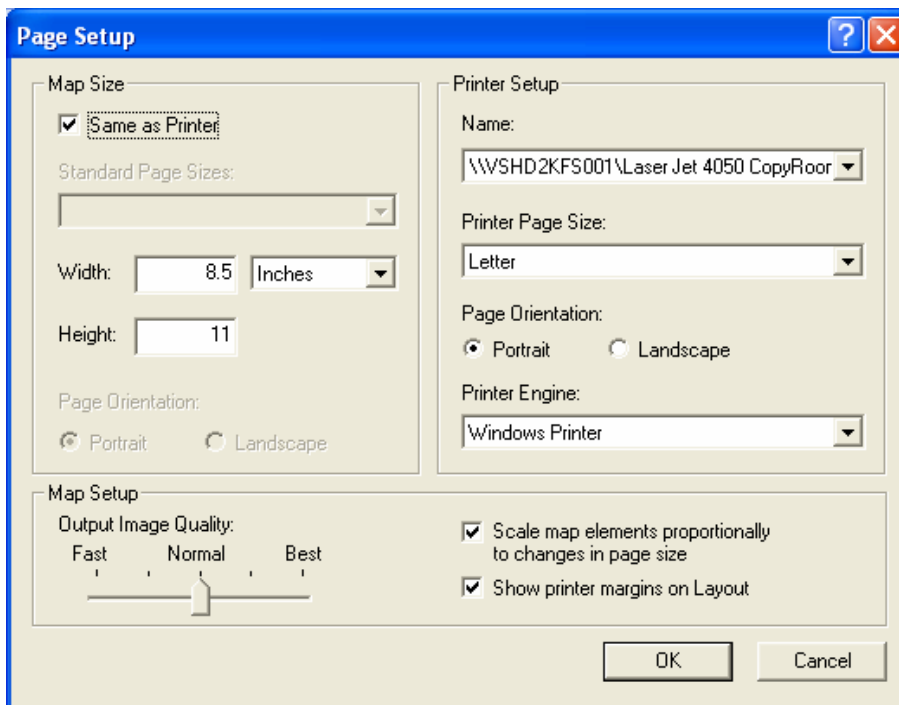 Page Setup
Map Size
Same as Printer
Standard Page Sizes:
Width: 8.5 Inches
Height: 11
Page Orientation:
Portrait Landscape
Printer Setup
Name:
\\VSHD2KFS001\Laser Jet 4050 CopyRoor
Printer Page Size:
Letter
Page Orientation:
Portrait Landscape
Printer Engine:
Windows Printer
Map Setup
Output Image Quality:
Fast Normal Best
Scale map elements proportionally
to changes in page size
Show printer margins on Layout
OK Cancel